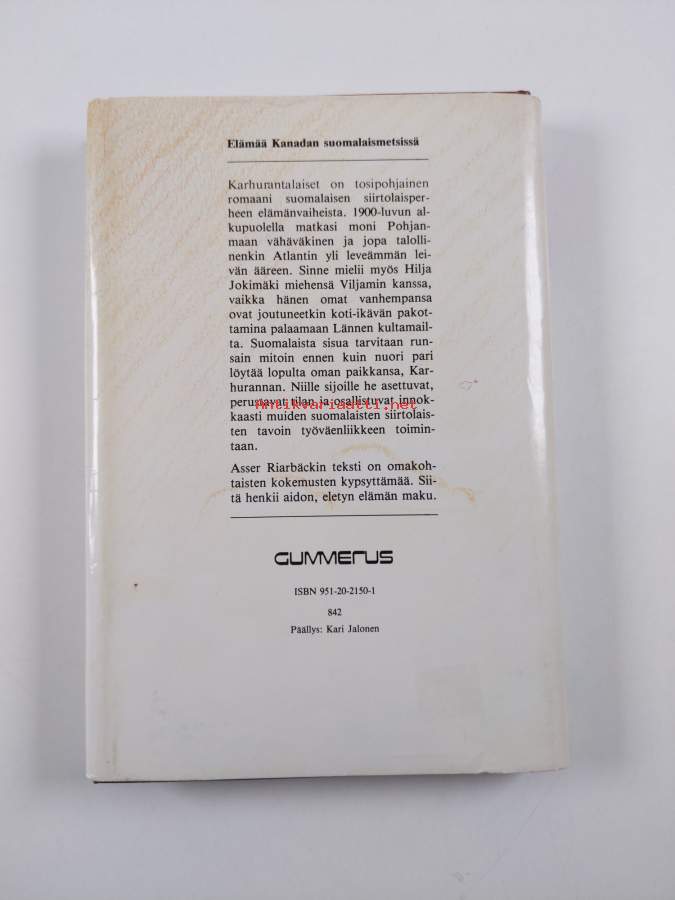 Elämää Kanadan suomalaismetsissä
Karhurantalaiset on tosipohjainen
romaani suomalaisen siirtolaisper-
heen elämänvaiheista. 1900-luvun al-
kupuolella matkasi moni Pohjan-
maan vähäväkinen ja jopa talolli-
nenkin Atlantin yli leveämmän lei-
vän ääreen. Sinne mielii myös Hilja
Jokimäki miehensä Viljamin kanssa,
vaikka hänen omat vanhempansa
ovat joutuneetkin koti-ikävän pakot-
tamina palaamaan Lännen kultamail-
ta. Suomalaista sisua tarvitaan run-
sain mitoin ennen kuin nuori pari
löytää lopulta oman paikkansa, Kar-
hurannan. Niille sijoille he asettuvat,
perustavat tilan ja osallistuvat innok-
Antikvariaatti.net
kaasti muiden suomalaisten siirtolais-
ten tavoin työväenliikkeen toimin-
taan.
Asser Riarbäckin teksti on omakoh-
taisten kokemusten kypsyttämää. Sii-
tä henkii aidon, eletyn elämän maku.
GUMMERUS
ISBN 951-20-2150-1
842
Päällys: Kari Jalonen